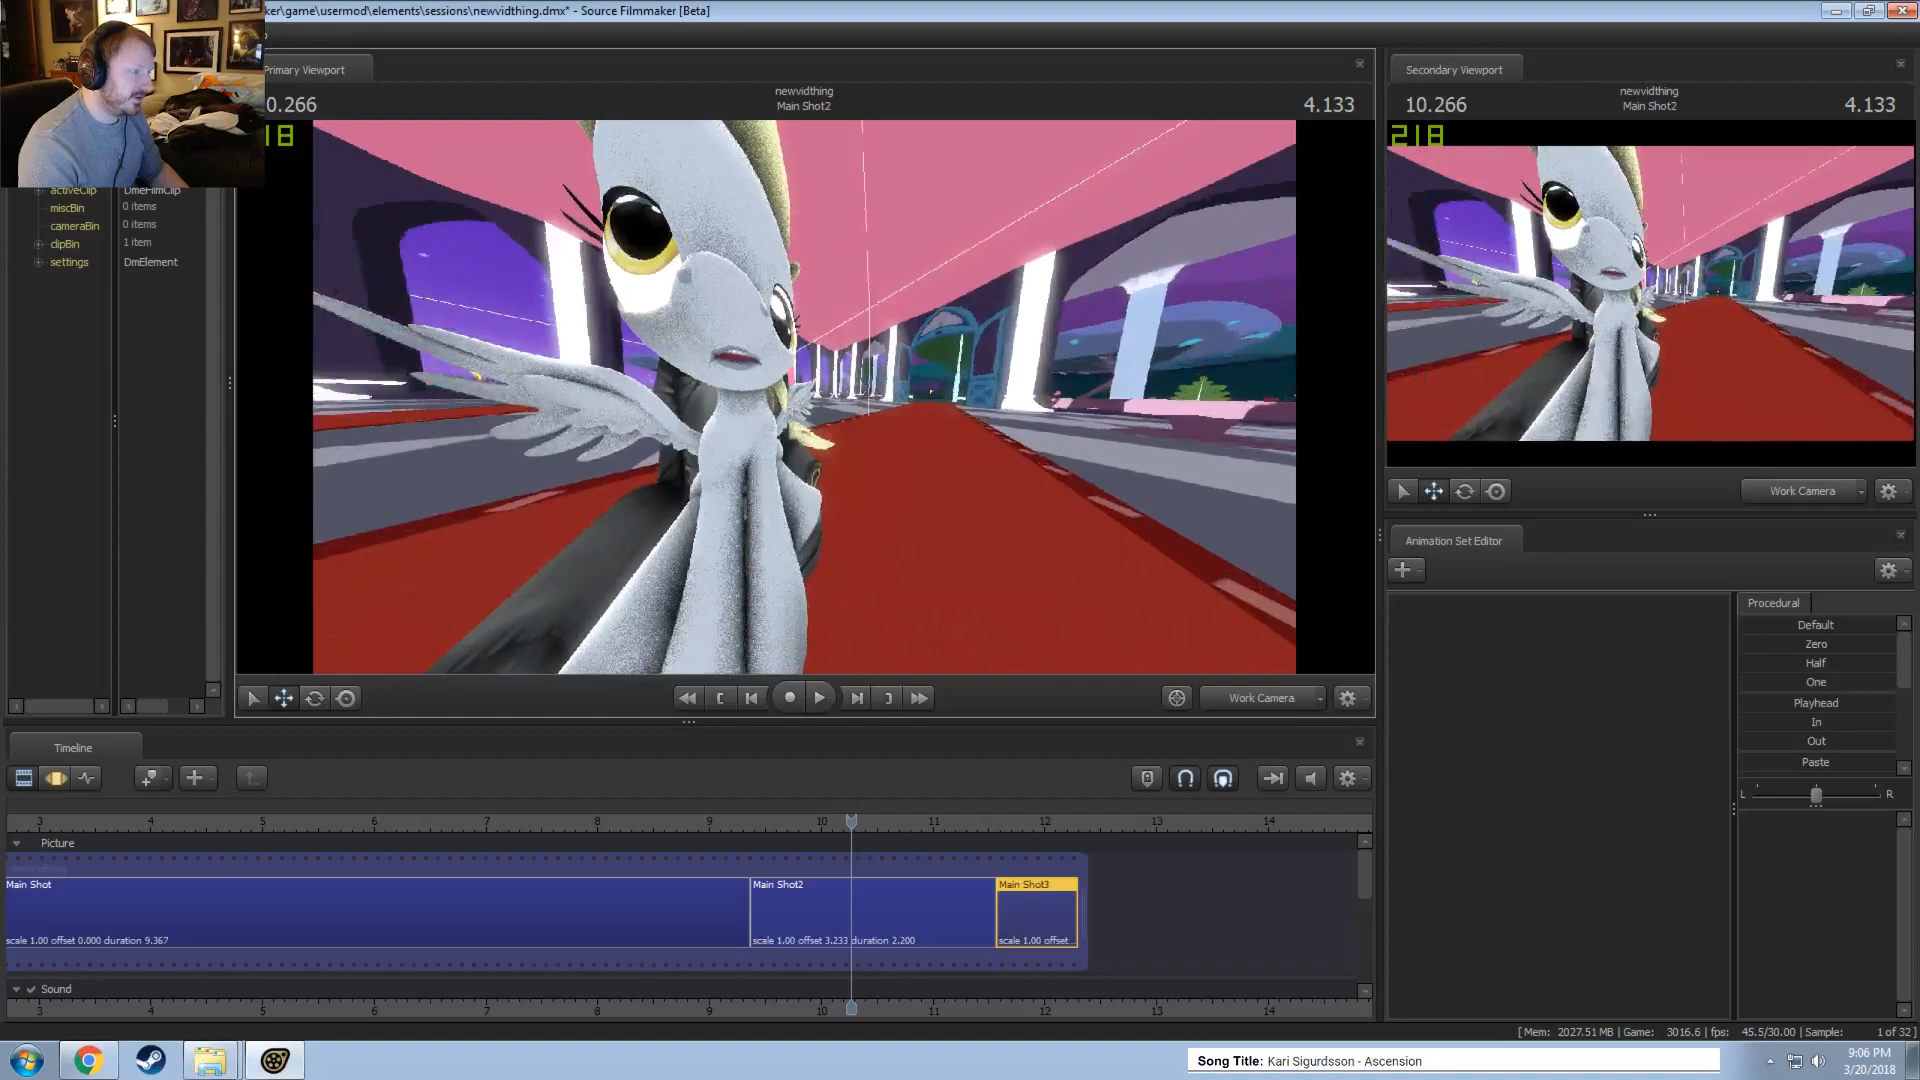 ker\game\usermod\elements\sessions\newvidthing.dmx* - Source Filmmaker [Beta]
Primary Viewport
Secondary Viewport
0.266
newvidthing
Main Shot2
4.133
10.266
newvidthing
Main Shot2
4.133
18
218
activeClip DmeFilmClip
miscBin 0 items
cameraBin 0 items
clipBin 1 item
settings DmElement
Work Camera
Animation Set Editor
Procedural
Default
Zero
Half
One
Playhead
In
Out
Paste
L R
Work Camera
Timeline
3 4 5 6 7 8 9 10 11 12 13 14
Picture
Main Shot
Main Shot2
Main Shot3
scale 1.00 offset 0.000 duration 9.367
scale 1.00 offset 3.233 duration 2.200
scale 1.00 offset...
Sound
3 4 5 6 7 8 9 10 11 12 13 14
[ Mem: 2027.51 MB | Game: 3016.6 | fps: 45.5/30.00 | Sample: 1 of 32 ]
Song Title: Kari Sigurdsson - Ascension
9:06 PM
3/20/2018